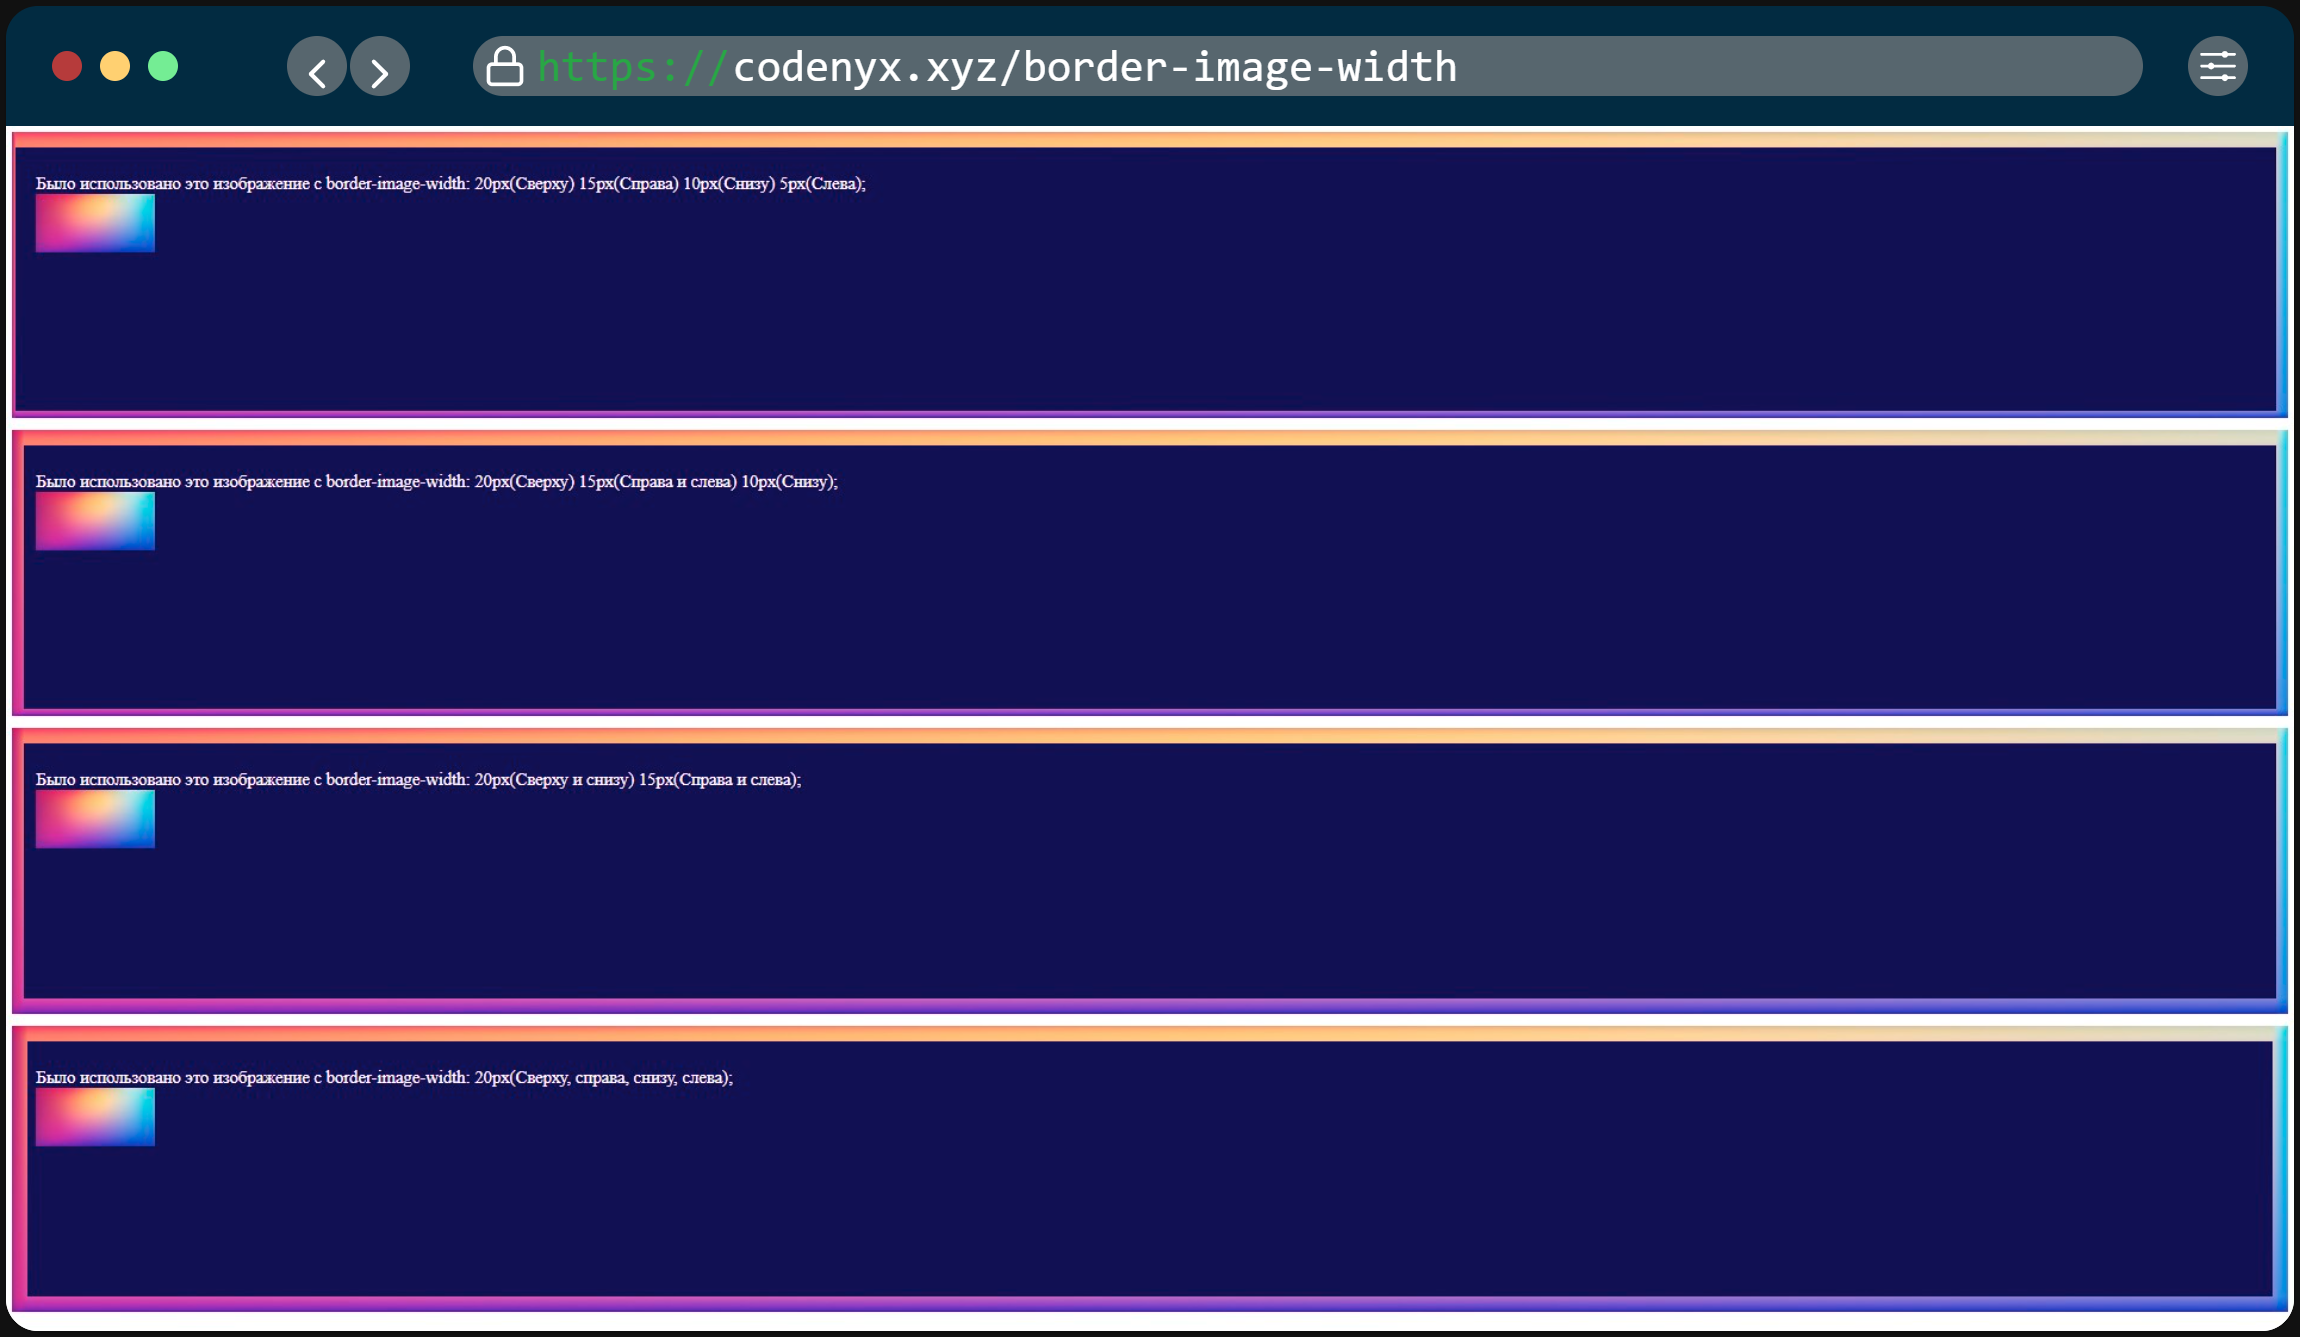 https://codenyx.xyz/border-image-width
Было использовано это изображение с border-image-width: 20px(Сверху) 15px(Справа) 10px(Снизу) 5px(Слева);
Было использовано это изображение с border-image-width: 20px(Сверху) 15px(Справа и слева) 10px(Снизу);
Было использовано это изображение с border-image-width: 20px(Сверху и снизу) 15px(Справа и слева);
Было использовано это изображение с border-image-width: 20px(Сверху, справа, снизу, слева);